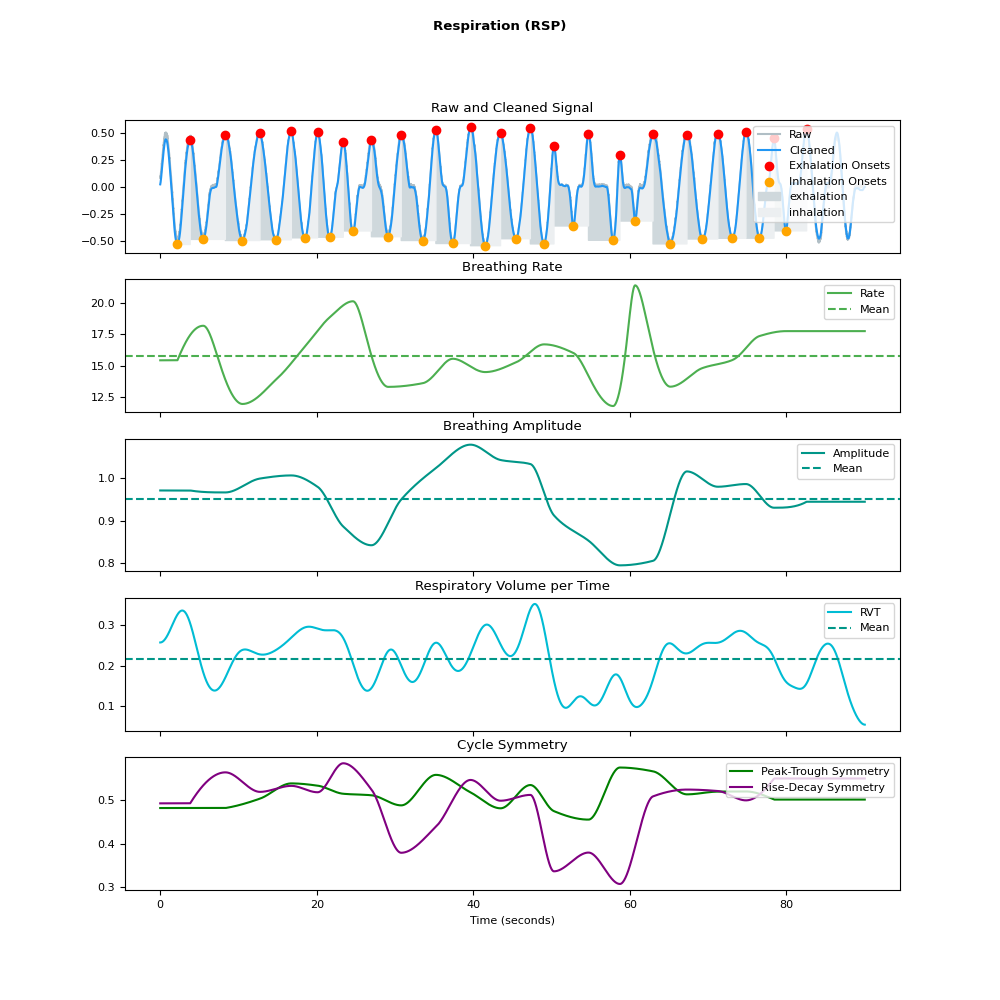 Respiration (RSP)
Raw and Cleaned Signal
0.50
0.25
0.00
−0.25
−0.50
Raw
Cleaned
Exhalation Onsets
Inhalation Onsets
exhalation
inhalation
Breathing Rate
20.0
17.5
15.0
12.5
Rate
Mean
Breathing Amplitude
1.0
0.9
0.8
Amplitude
Mean
Respiratory Volume per Time
0.3
0.2
0.1
RVT
Mean
Cycle Symmetry
0.5
0.4
0.3
Peak-Trough Symmetry
Rise-Decay Symmetry
0 20 40 60 80
Time (seconds)